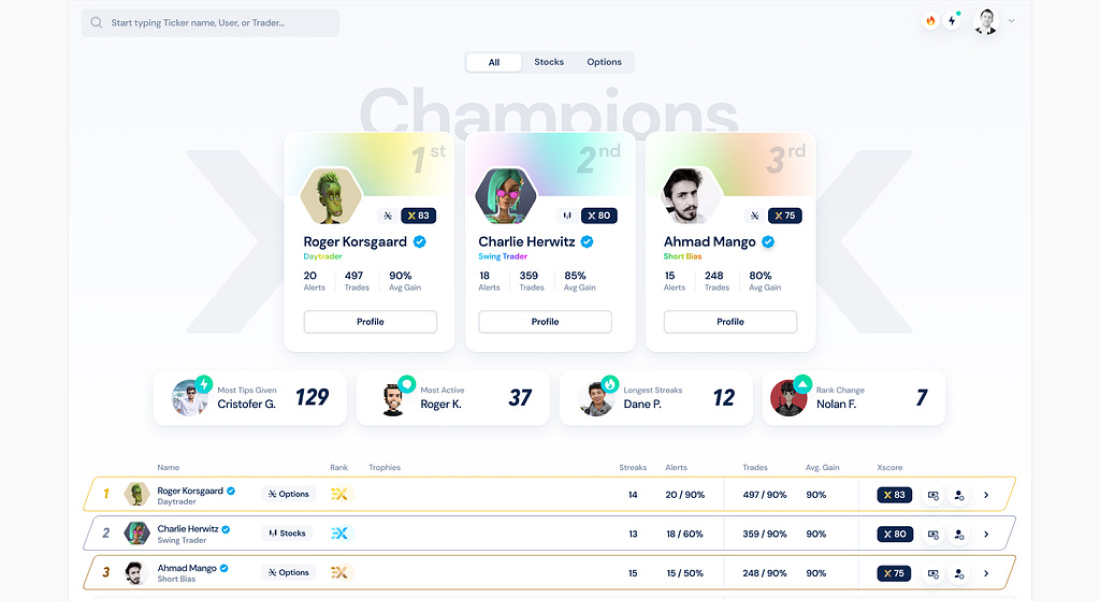 Start typing Ticker name, User, or Trader...
All Stocks Options
Champions
1st 2nd 3rd
83 80 75
Roger Korsgaard Charlie Herwitz Ahmad Mango
Daytrader Swing Trader Short Bias
20 497 90% 18 359 85% 15 248 80%
Alerts Trades Avg Gain Alerts Trades Avg Gain Alerts Trades Avg Gain
Profile Profile Profile
Most Tips Given Most Active Longest Streaks Rank Change
Cristofer G. 129 Roger K. 37 Dane P. 12 Nolan F. 7
Name Rank Trophies Streaks Alerts Trades Avg. Gain Xscore
1 Roger Korsgaard Options 14 20 / 90% 497 / 90% 90% X 83
Daytrader
2 Charlie Herwitz Stocks 13 18 / 60% 359 / 90% 90% X 80
Swing Trader
3 Ahmad Mango Options 15 15 / 50% 248 / 90% 90% X 75
Short Bias